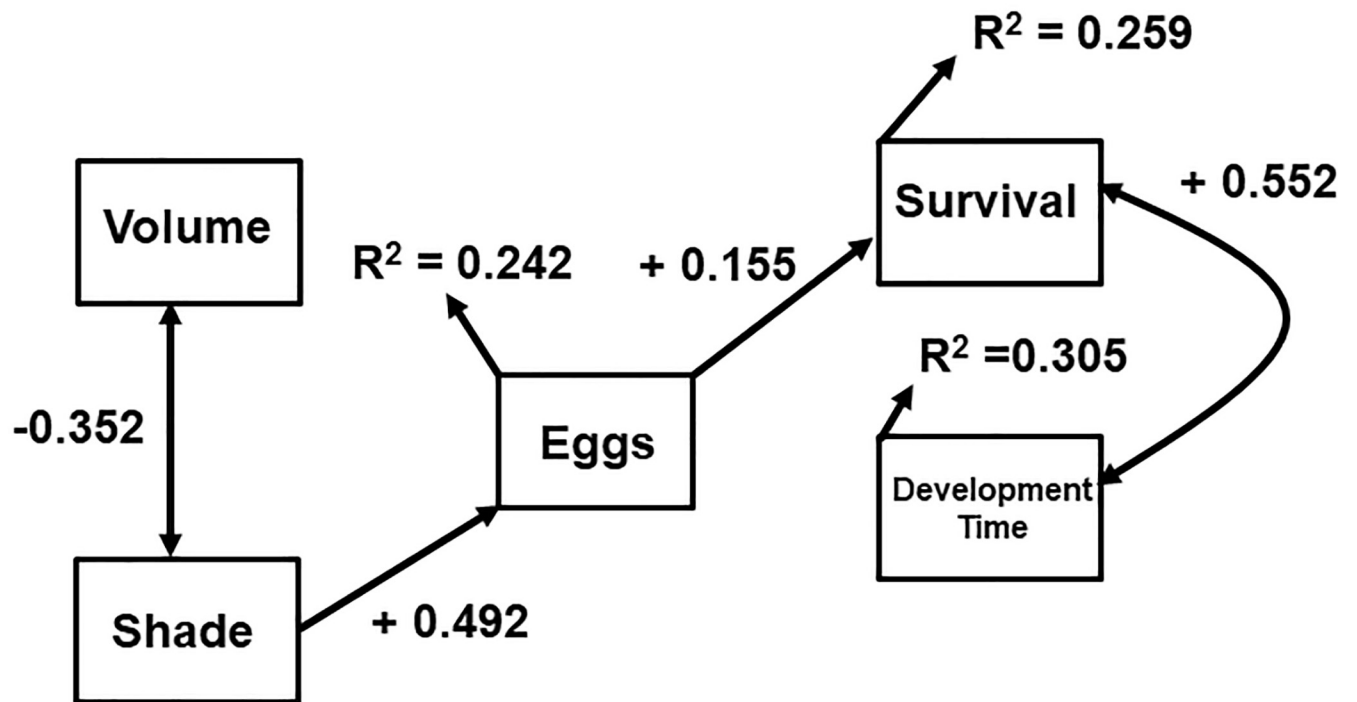 R² = 0.259
Volume
Survival
+ 0.552
R² = 0.242
+ 0.155
R² =0.305
-0.352
Eggs
Development
Time
Shade
+ 0.492